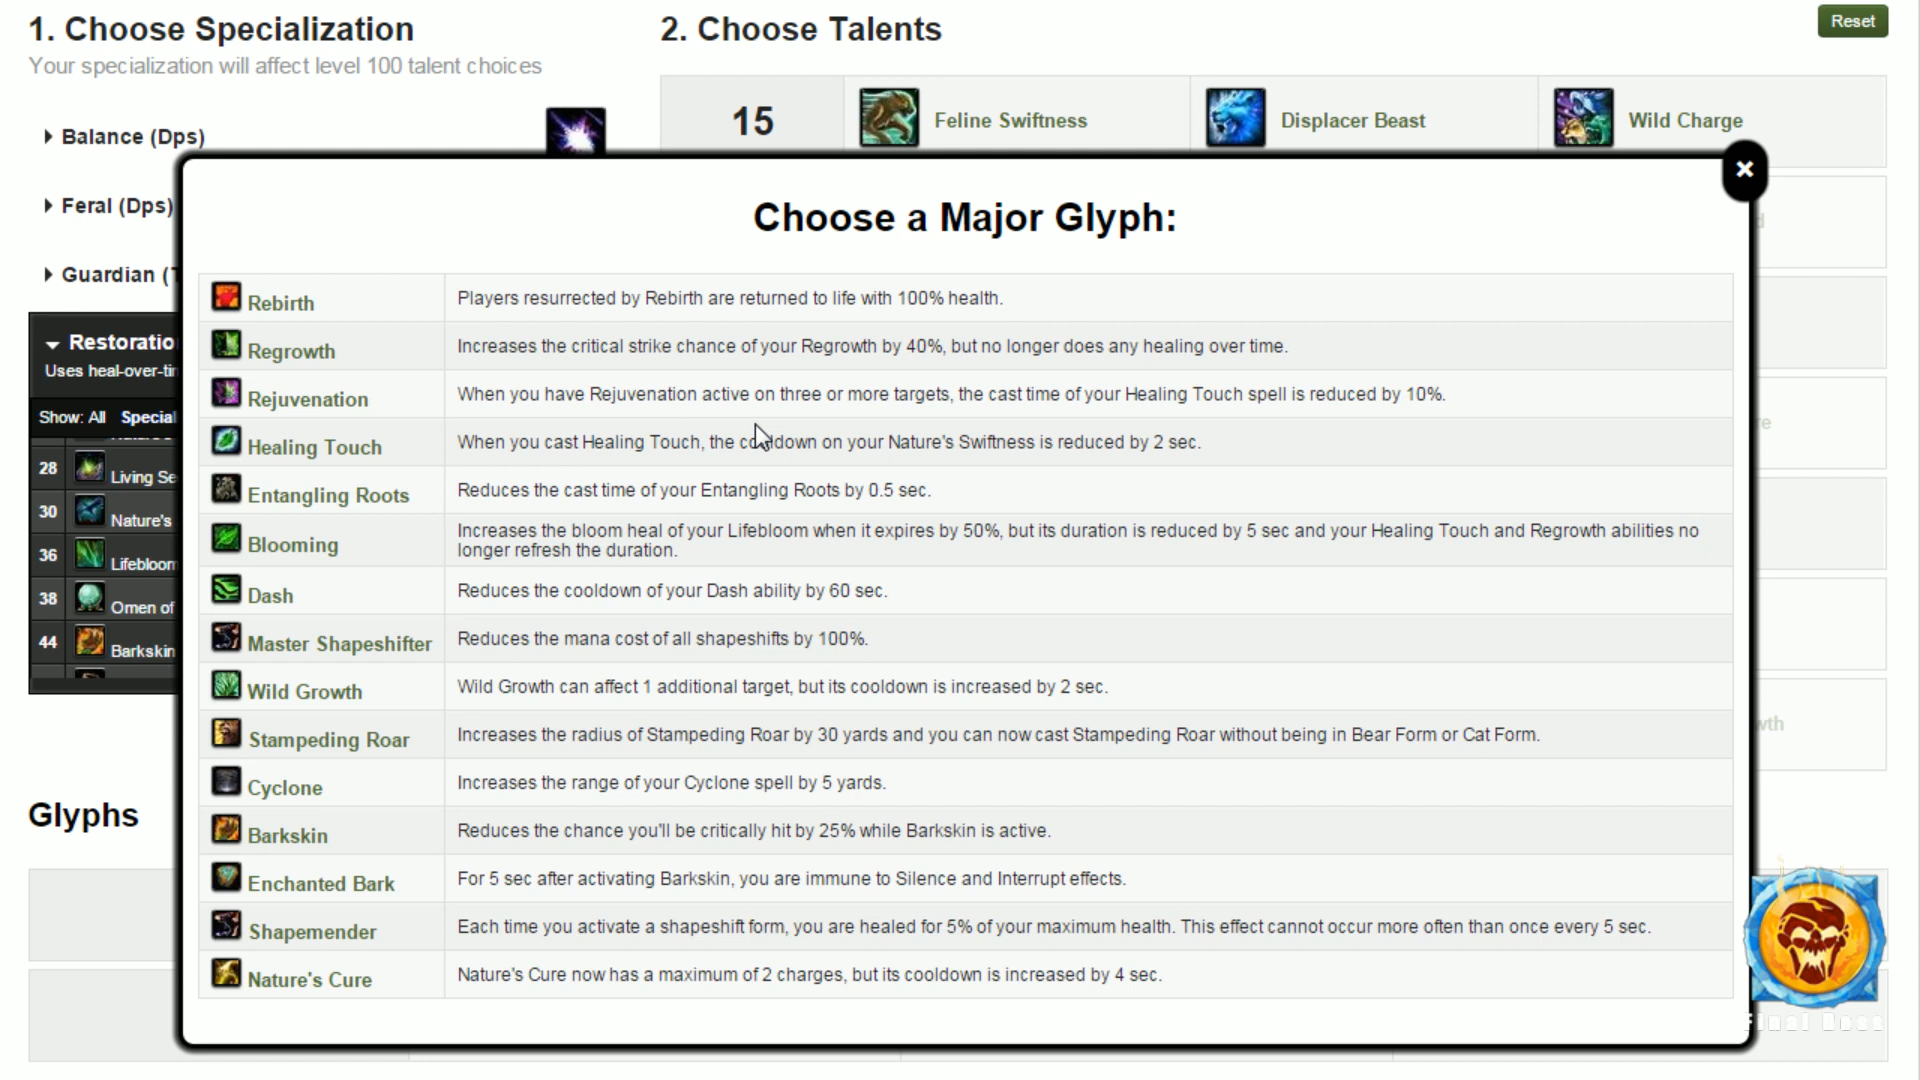 1. Choose Specialization
Your specialization will affect level 100 talent choices
Balance (Dps)
Feral (Dps)
Guardian (
Restoratio
Uses heal-over-ti
Show: All Special
28 Living Se
30 Nature's
36 Lifebloom
38 Omen of
44 Barkskin
Glyphs
2. Choose Talents
Reset
15 Feline Swiftness Displacer Beast Wild Charge
Choose a Major Glyph:
Rebirth Players resurrected by Rebirth are returned to life with 100% health.
Regrowth Increases the critical strike chance of your Regrowth by 40%, but no longer does any healing over time.
Rejuvenation When you have Rejuvenation active on three or more targets, the cast time of your Healing Touch spell is reduced by 10%.
Healing Touch When you cast Healing Touch, the cooldown on your Nature's Swiftness is reduced by 2 sec.
Entangling Roots Reduces the cast time of your Entangling Roots by 0.5 sec.
Blooming Increases the bloom heal of your Lifebloom when it expires by 50%, but its duration is reduced by 5 sec and your Healing Touch and Regrowth abilities no
longer refresh the duration.
Dash Reduces the cooldown of your Dash ability by 60 sec.
Master Shapeshifter Reduces the mana cost of all shapeshifts by 100%.
Wild Growth Wild Growth can affect 1 additional target, but its cooldown is increased by 2 sec.
Stampeding Roar Increases the radius of Stampeding Roar by 30 yards and you can now cast Stampeding Roar without being in Bear Form or Cat Form.
Cyclone Increases the range of your Cyclone spell by 5 yards.
Barkskin Reduces the chance you'll be critically hit by 25% while Barkskin is active.
Enchanted Bark For 5 sec after activating Barkskin, you are immune to Silence and Interrupt effects.
Shapemender Each time you activate a shapeshift form, you are healed for 5% of your maximum health. This effect cannot occur more often than once every 5 sec.
Nature's Cure Nature's Cure now has a maximum of 2 charges, but its cooldown is increased by 4 sec.
Final Boss